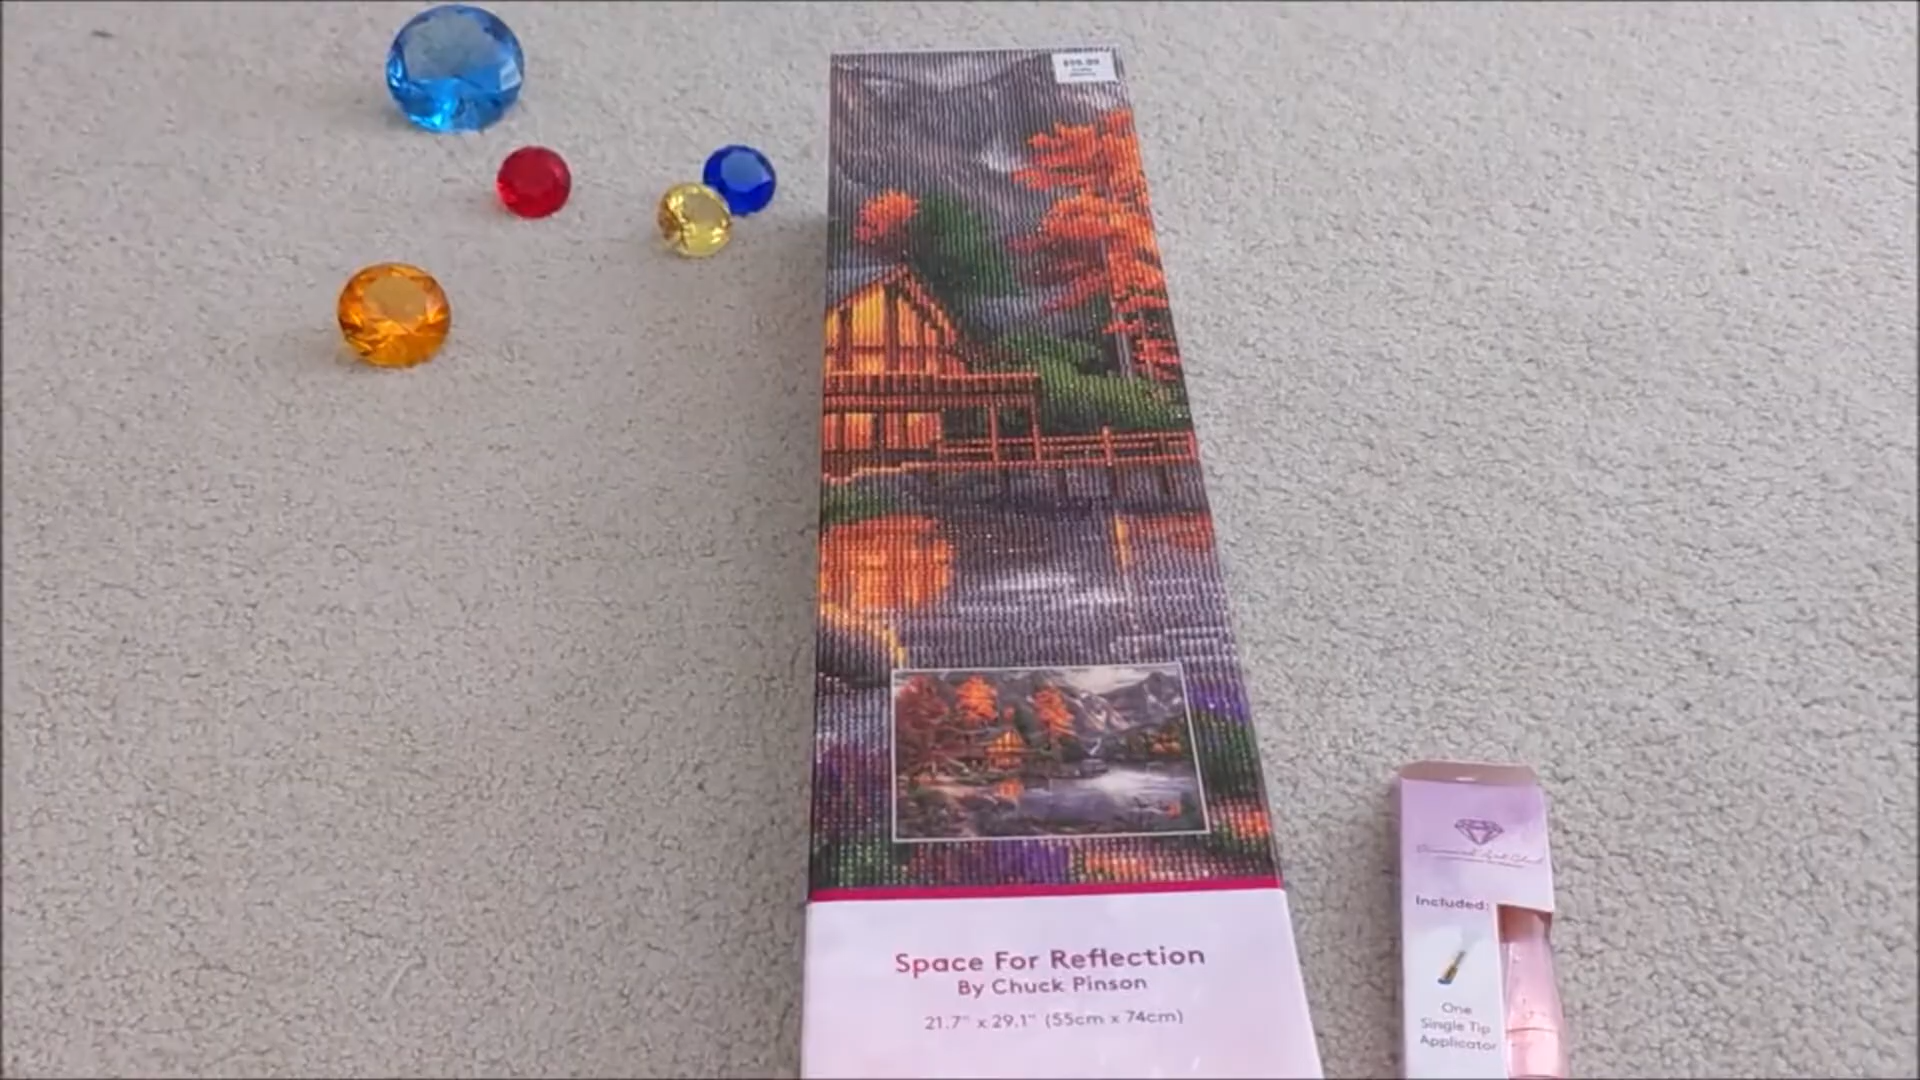 Space For Reflection
By Chuck Pinson
21.7" x 29.1" (55cm x 74cm)
Included:
One
Single Tip
Applicator